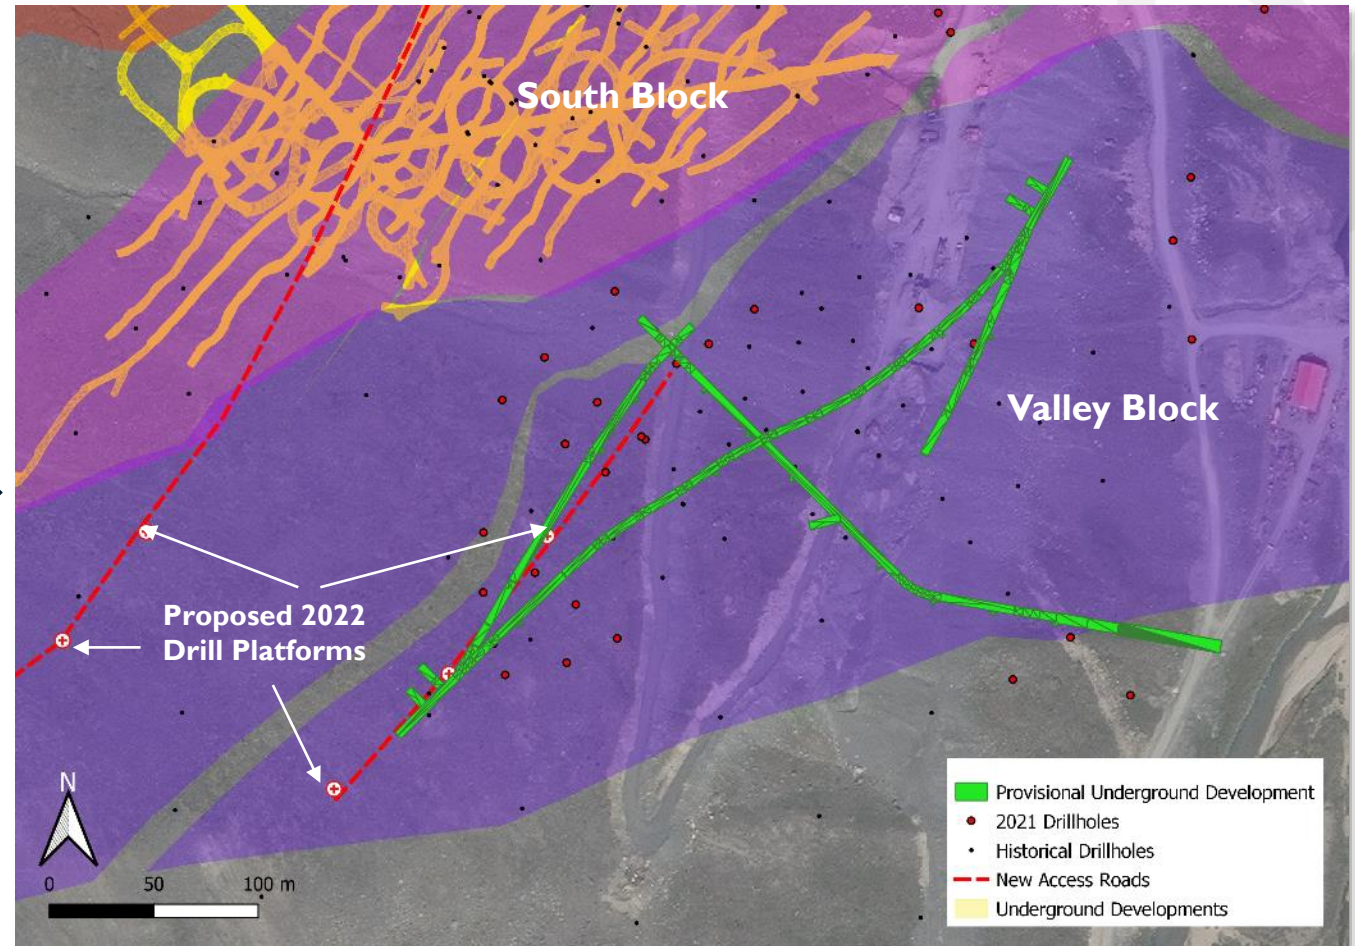 South Block
Valley Block
Proposed 2022
Drill Platforms
N
0 50 100 m
Provisional Underground Development
2021 Drillholes
Historical Drillholes
New Access Roads
Underground Developments